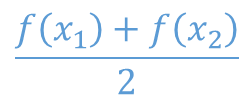 f(x₁) + f(x₂)
2